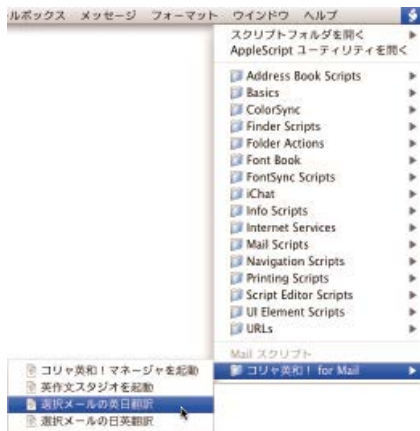 ルボックス メッセージ フォーマット ウインドウ ヘルプ
スクリプトフォルダを開く
AppleScript ユーティリティを開く
Address Book Scripts
Basics
ColorSync
Finder Scripts
Folder Actions
Font Book
FontSync Scripts
iChat
Info Scripts
Internet Services
Mail Scripts
Navigation Scripts
Printing Scripts
Script Editor Scripts
UI Element Scripts
URLs
Mail スクリプト
コリャ英和！ for Mail
コリャ英和！マネージャを起動
英作文スタジオを起動
選択メールの英日翻訳
選択メールの日英翻訳